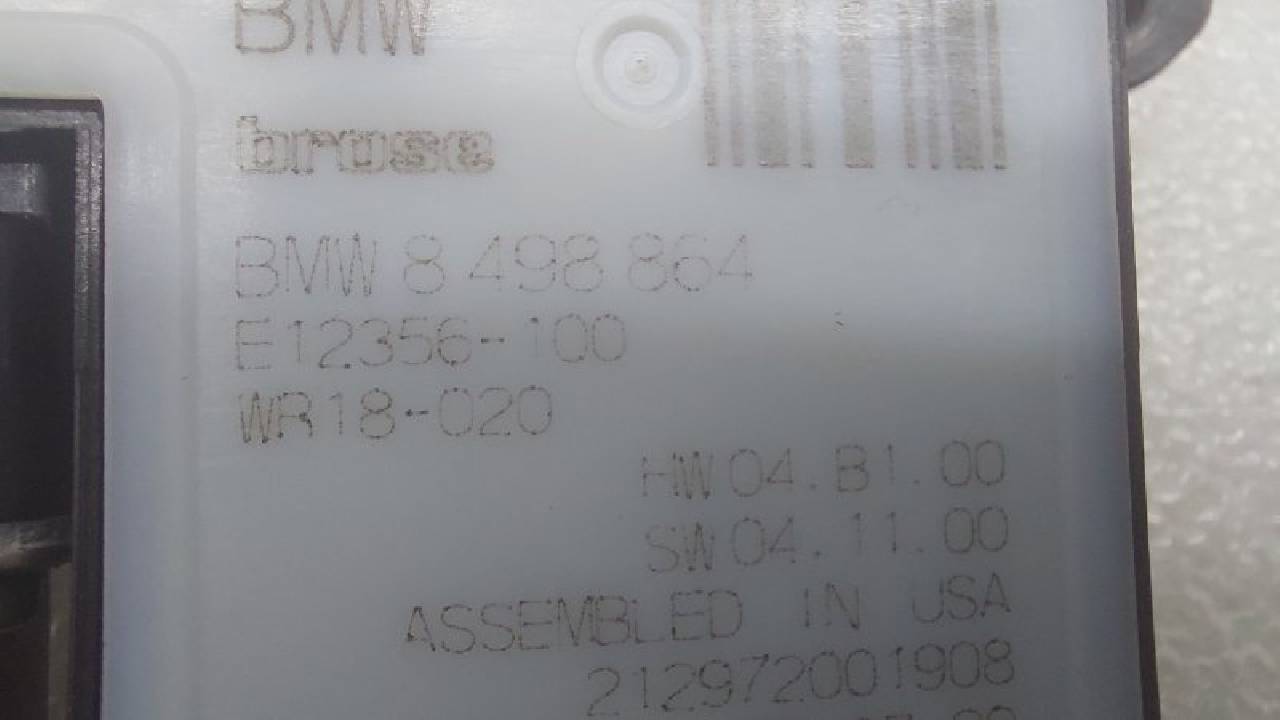 BMW
brose
BMW 8 498 864
E12356-100
WR18-020
HW 04.B1.00
SW 04.11.00
ASSEMBLED IN USA
212972001908